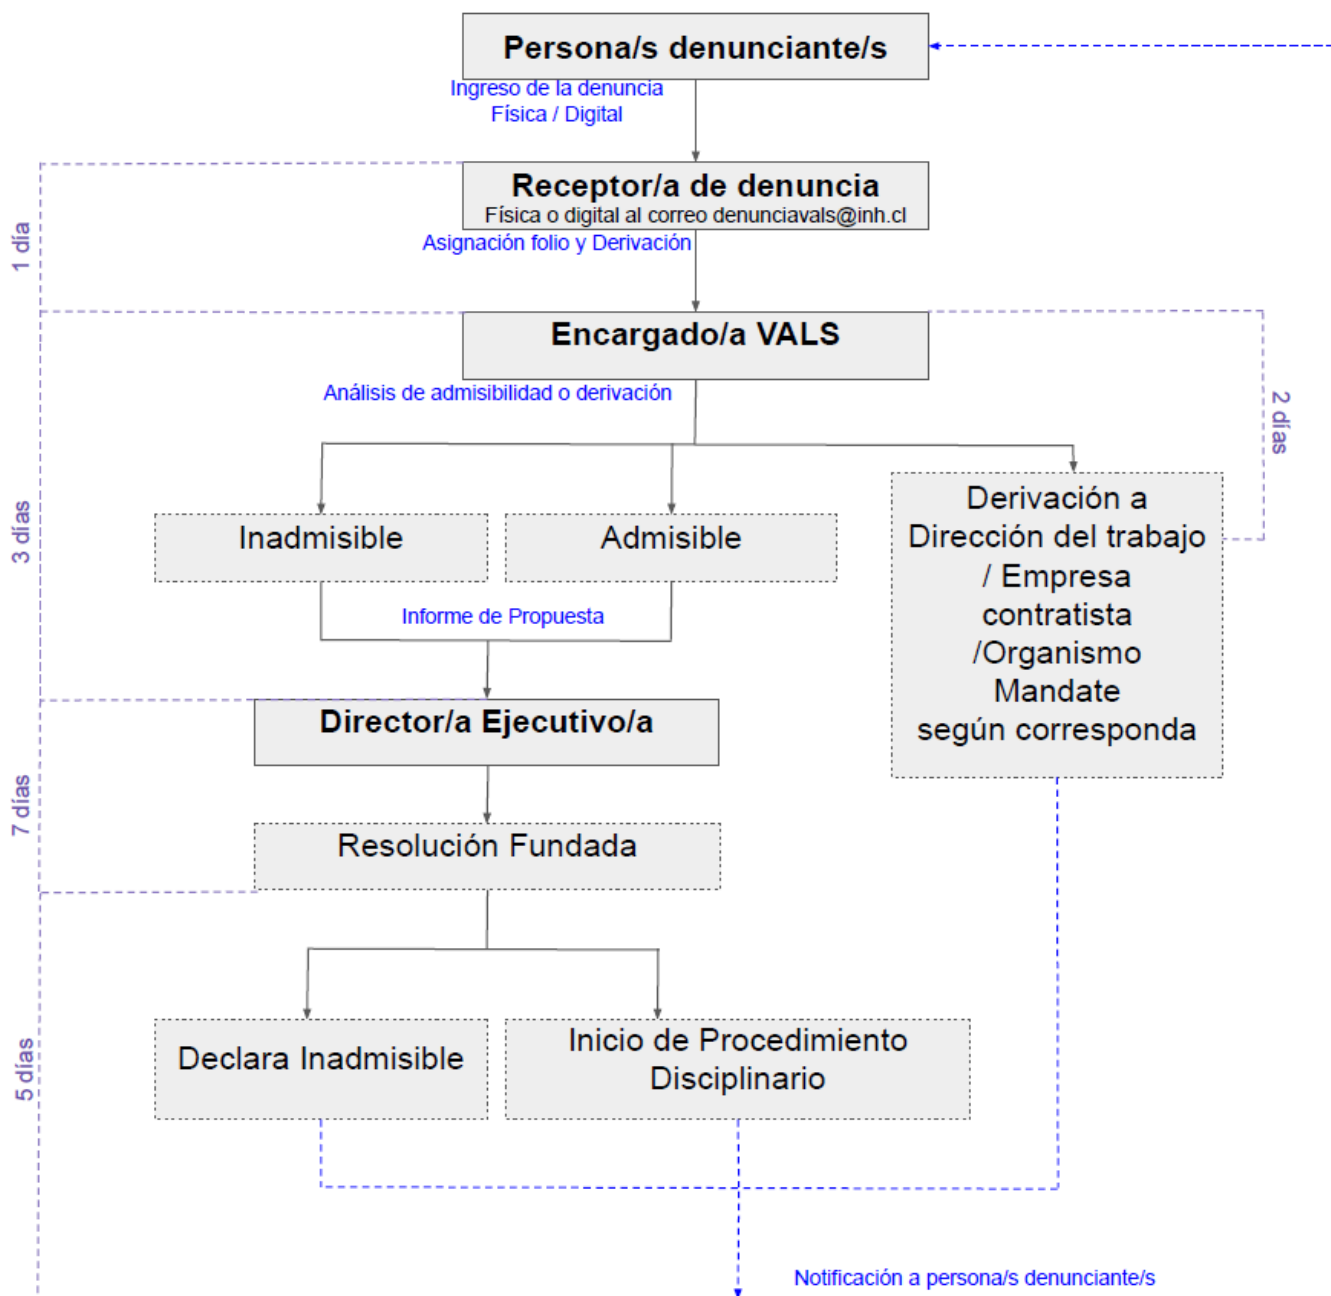 Persona/s denunciante/s
Ingreso de la denuncia
Física / Digital
Receptor/a de denuncia
Física o digital al correo denunciavals@inh.cl
1 día
Asignación folio y Derivación
Encargado/a VALS
Análisis de admisibilidad o derivación
2 días
3 días
Inadmisible
Admisible
Derivación a
Dirección del trabajo
/ Empresa
contratista
/Organismo
Mandate
según corresponda
Informe de Propuesta
Director/a Ejecutivo/a
7 días
Resolución Fundada
5 días
Declara Inadmisible
Inicio de Procedimiento
Disciplinario
Notificación a persona/s denunciante/s